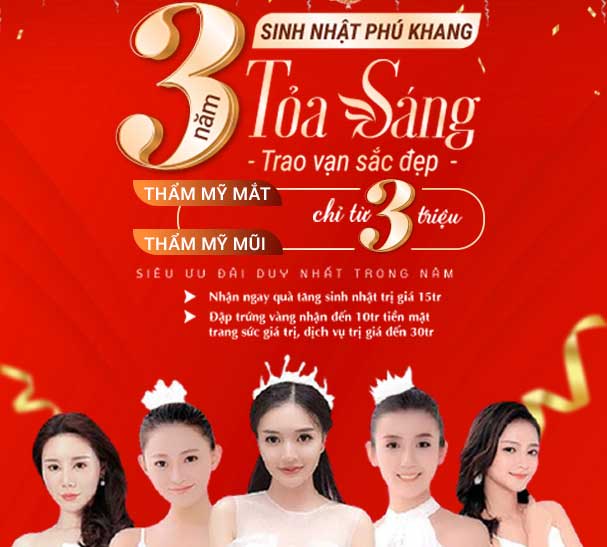 SINH NHẬT PHÚ KHANG
3 năm
Tỏa Sáng
- Trao vạn sắc đẹp -
THẨM MỸ MẮT
chỉ từ 3 triệu
THẨM MỸ MŨI
SIÊU ƯU ĐÃI DUY NHẤT TRONG NĂM
Nhận ngay quà tăng sinh nhật trị giá 15tr
Đập trứng vàng nhận đến 10tr tiền mặt
trang sức giá trị, dịch vụ trị giá đến 30tr